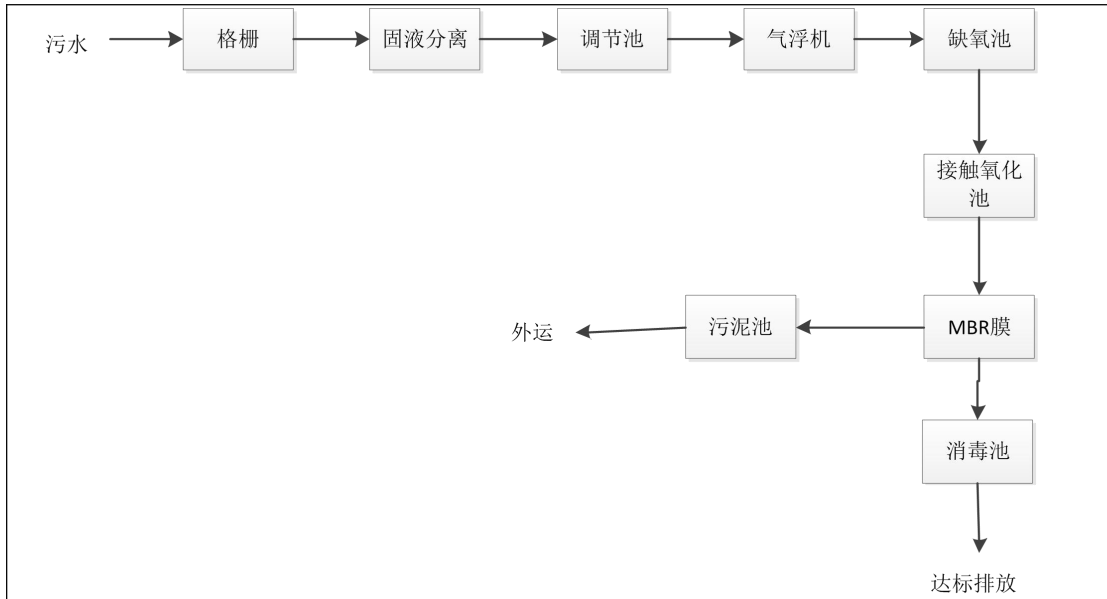 污水
格栅
固液分离
调节池
气浮机
缺氧池
接触氧化
池
外运
污泥池
MBR膜
消毒池
达标排放